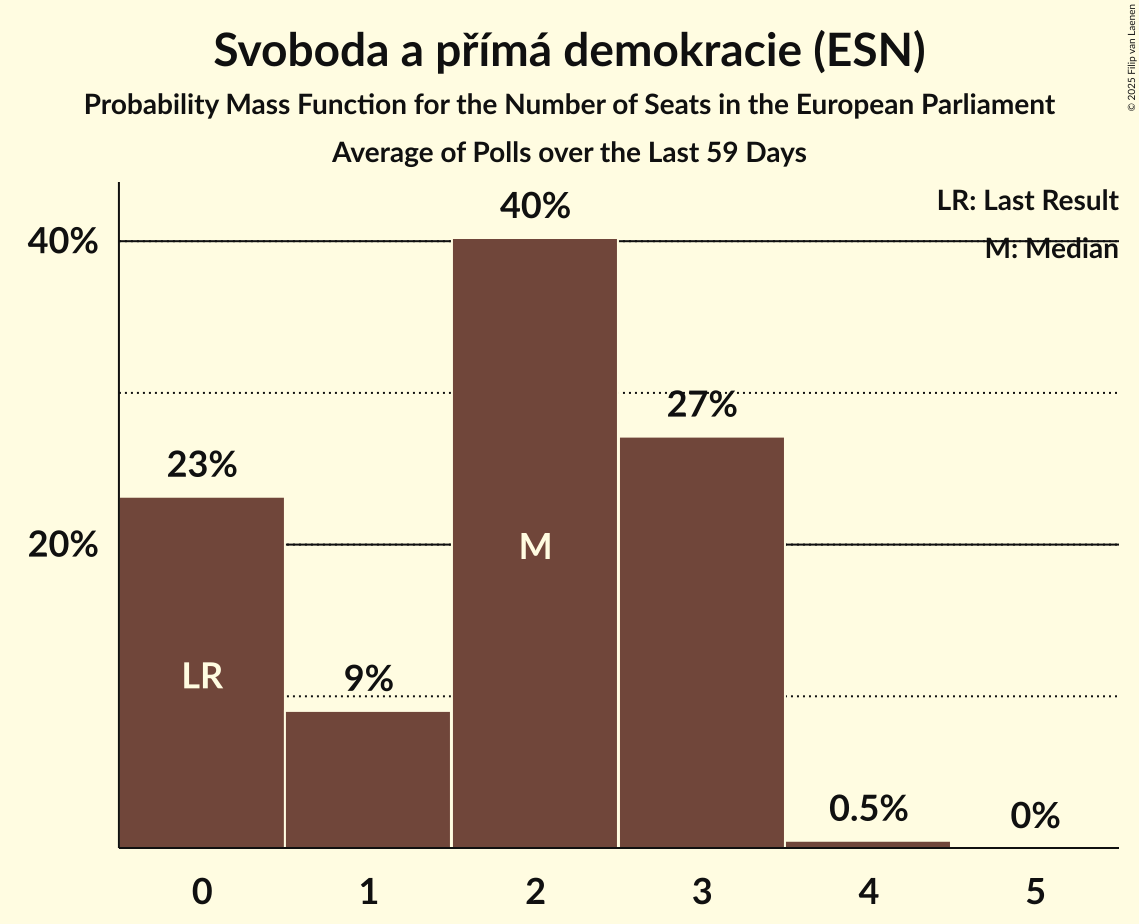 Svoboda a přímá demokracie (ESN)
Probability Mass Function for the Number of Seats in the European Parliament
Average of Polls over the Last 59 Days
© 2025 Filip van Laenen
LR: Last Result
M: Median
40%
20%
23%
9%
40%
27%
0.5%
0%
LR
M
0
1
2
3
4
5